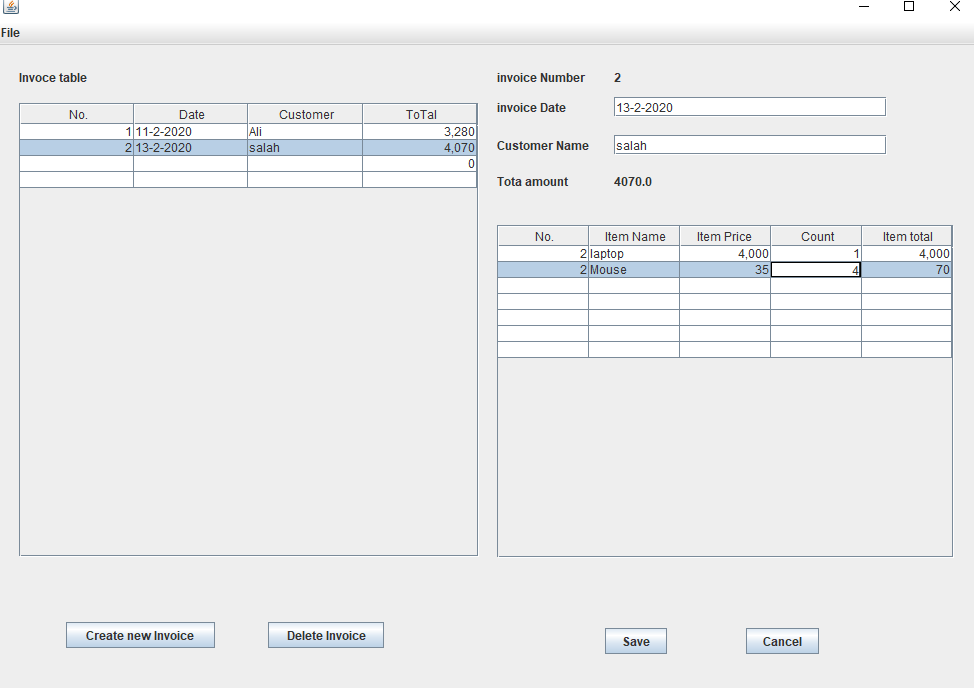 File
Invoce table
No. Date Customer ToTal
1 11-2-2020 Ali 3,280
2 13-2-2020 salah 4,070
0
Create new Invoice Delete Invoice
invoice Number 2
invoice Date 13-2-2020
Customer Name salah
Tota amount 4070.0
No. Item Name Item Price Count Item total
2 laptop 4,000 1 4,000
2 Mouse 35 4 70
Save Cancel